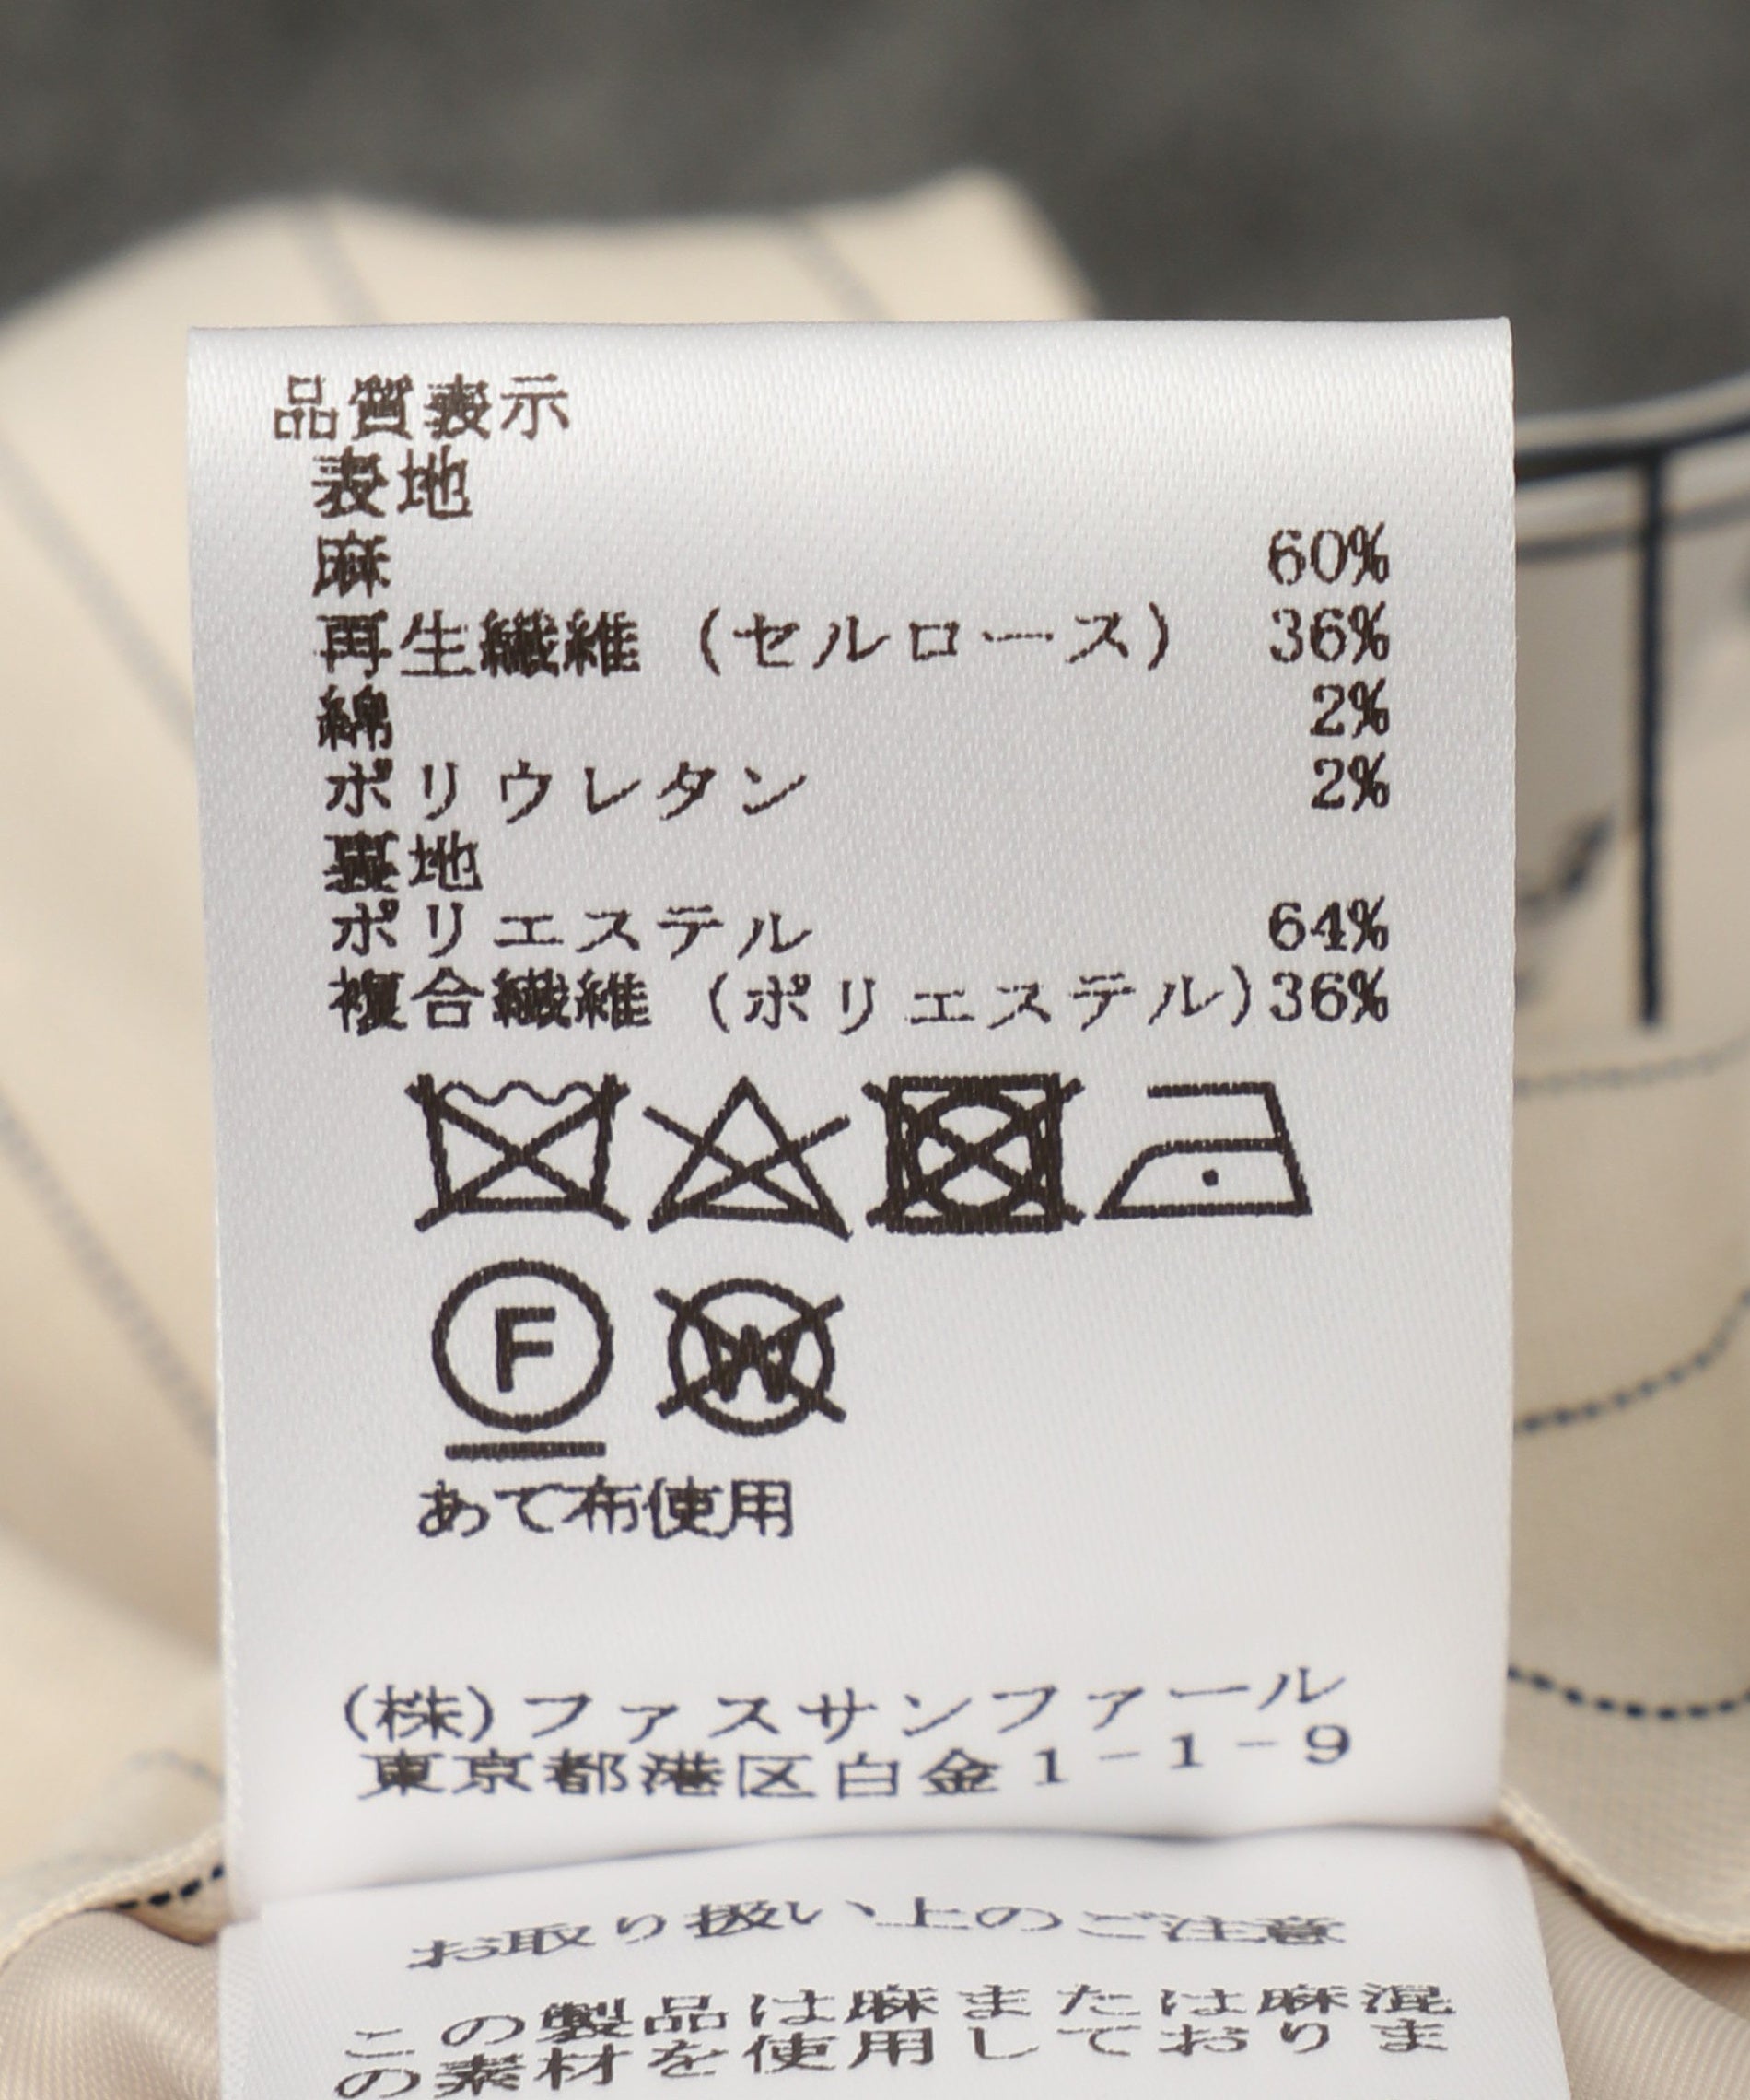 品質表示
表地
麻 60%
再生繊維 (セルロース) 36%
綿 2%
ポリウレタン 2%
裏地
ポリエステル 64%
複合繊維 (ポリエステル) 36%
F W
あて布使用
(株)ファスサンファール
東京都港区白金1-1-9
お取り扱い上のご注意
この製品は麻または麻混
の素材を使用しておりま